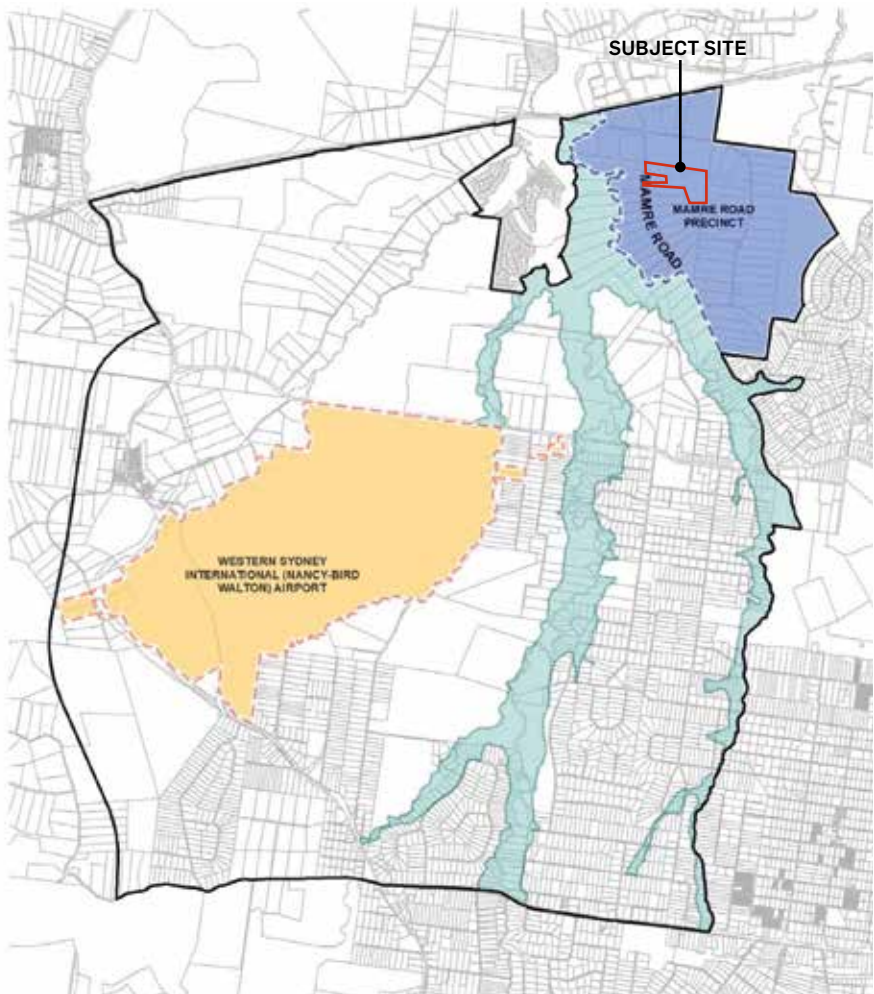 SUBJECT SITE
MAMRE ROAD
MAMRE ROAD
PRECINCT
WESTERN SYDNEY
INTERNATIONAL (NANCY-BIRD
WALTON) AIRPORT